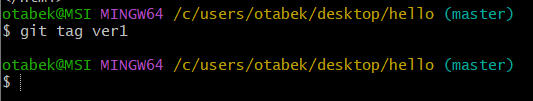 otabek@MSI MINGW64 /c/users/otabek/desktop/hello (master)
$ git tag ver1
otabek@MSI MINGW64 /c/users/otabek/desktop/hello (master)
$